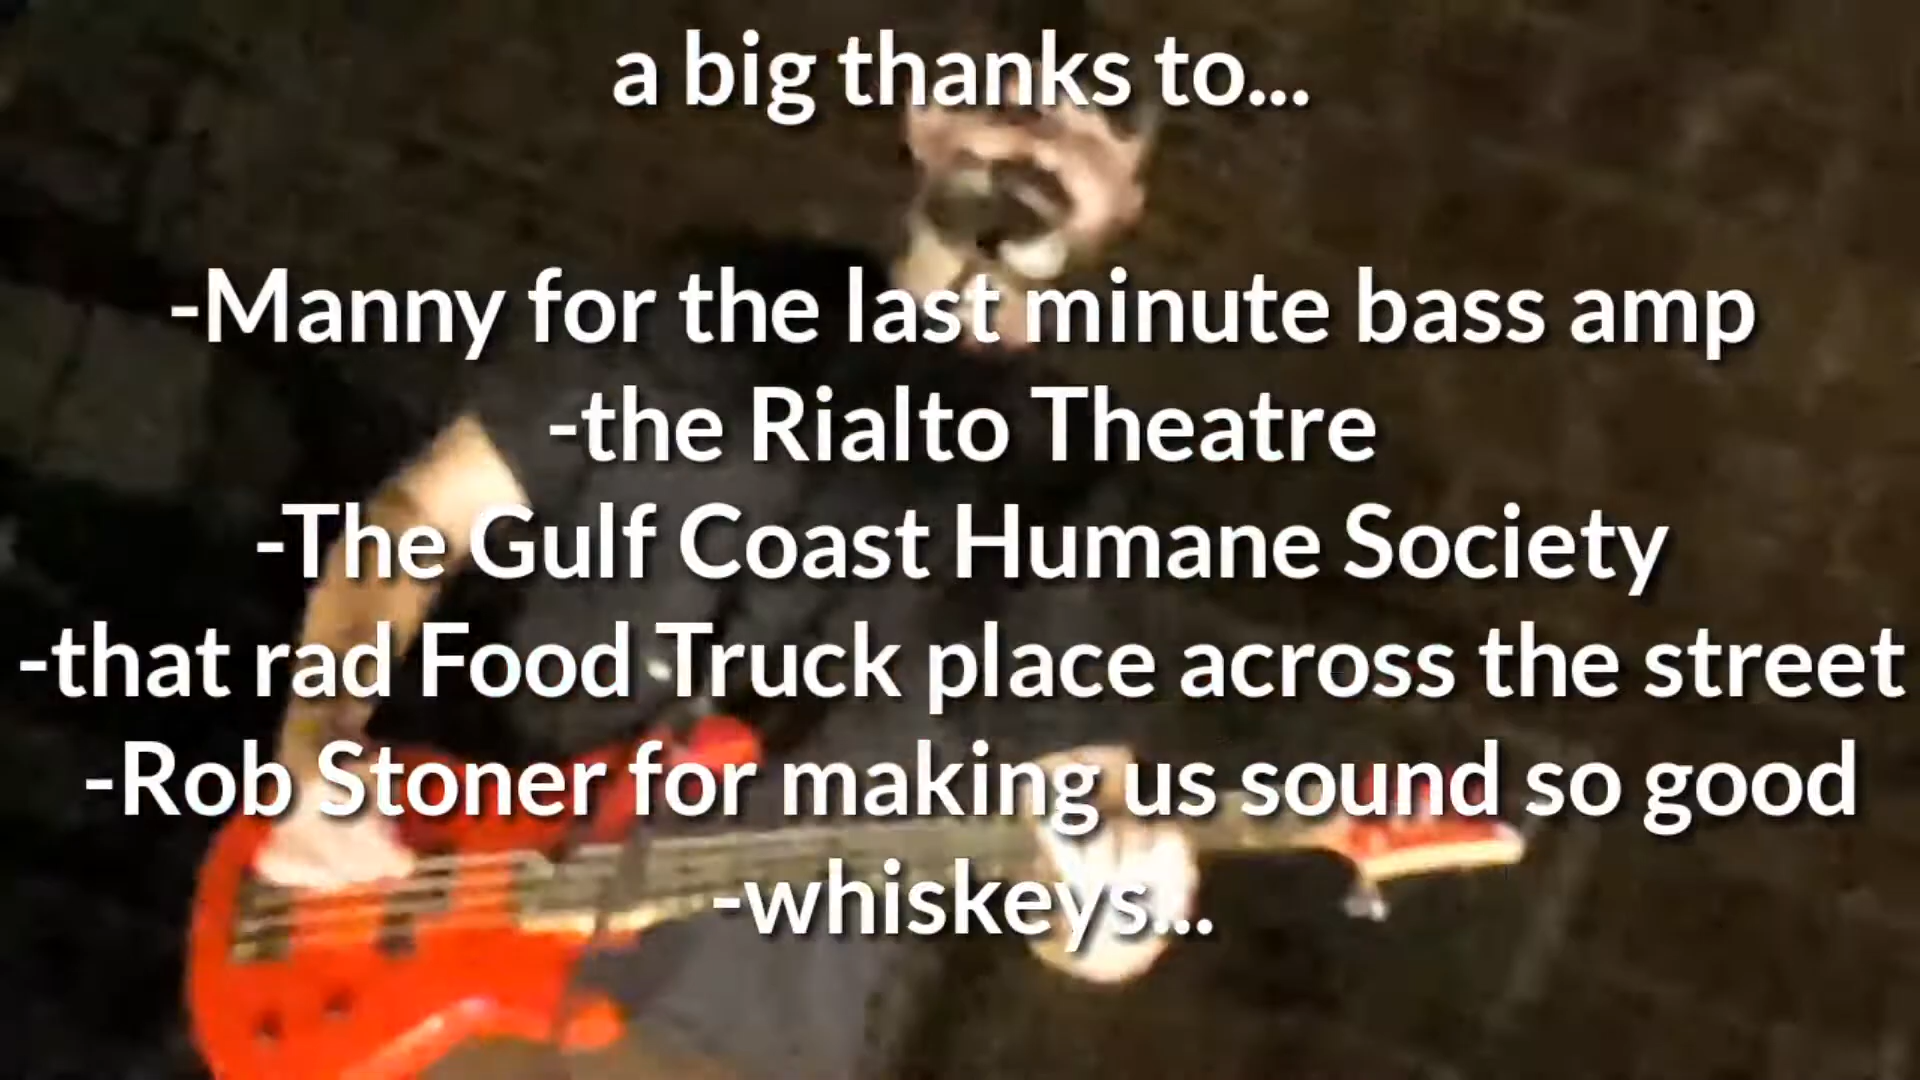 a big thanks to...
-Manny for the last minute bass amp
-the Rialto Theatre
-The Gulf Coast Humane Society
-that rad Food Truck place across the street
-Rob Stoner for making us sound so good
-whiskeys...